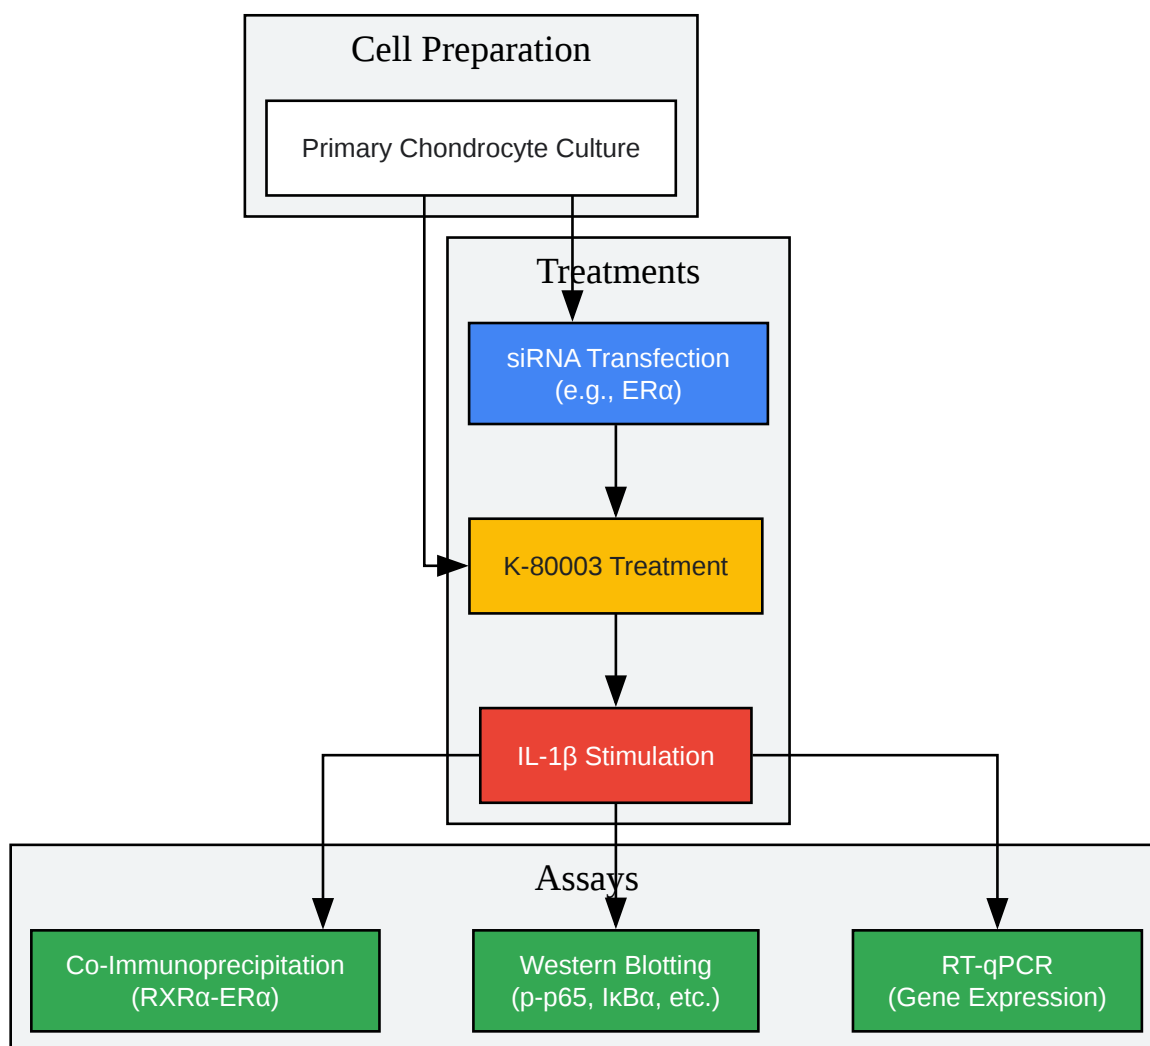 Cell Preparation
Primary Chondrocyte Culture
Treatments
siRNA Transfection
(e.g., ERα)
K-80003 Treatment
IL-1β Stimulation
Assays
Co-Immunoprecipitation
(RXRα-ERα)
Western Blotting
(p-p65, IκBα, etc.)
RT-qPCR
(Gene Expression)